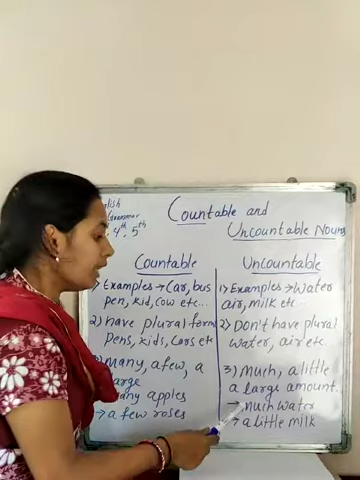 English
Grammar
4th, 5th
Countable and
Uncountable Nouns
Countable
Examples → Car, bus
pen, kid, cow etc...
2) have plural form
Pens, kids, Cars etc
many, a few, a
large
many apples
→ a few roses
Uncountable
1) Examples → Water
air, milk etc...
2) Don't have plural
water, air etc.
3) Much, a little
a large amount.
→ much water
→ a little milk